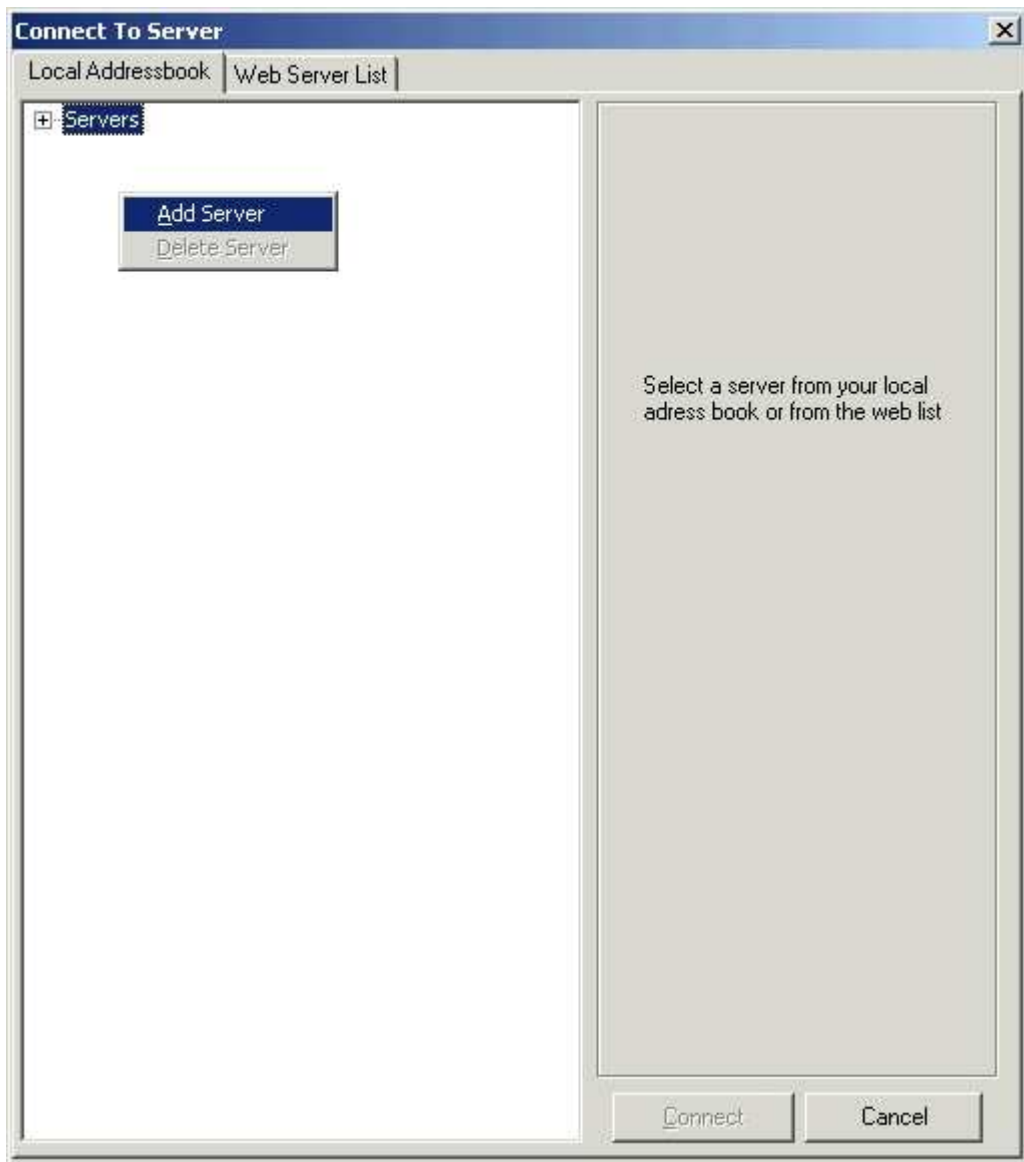 Connect To Server
Local Addressbook
Web Server List
Servers
Add Server
Delete Server
Select a server from your local
adress book or from the web list
Connect
Cancel